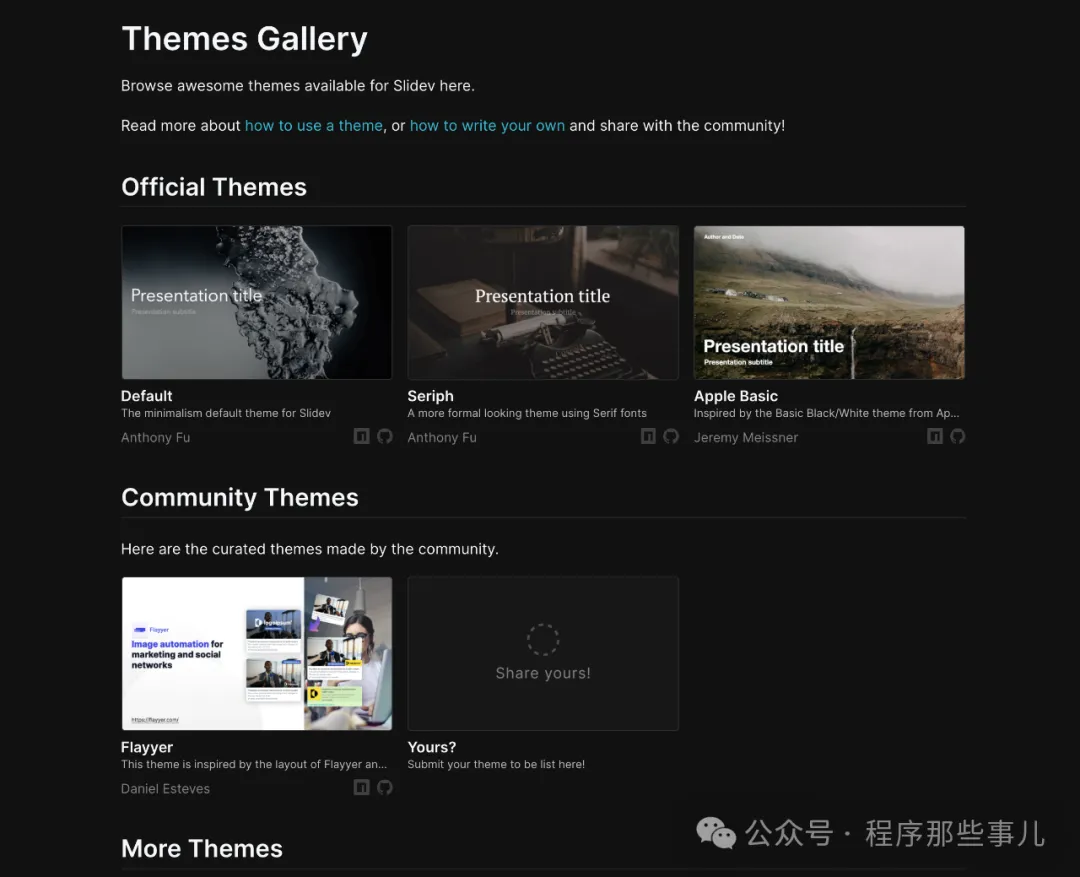 Themes Gallery
Browse awesome themes available for Slidev here.
Read more about how to use a theme, or how to write your own and share with the community!
Official Themes
Presentation title
Presentation subtitle
Presentation title
Presentation subtitle
Author and Date
Presentation title
Presentation subtitle
Default
The minimalism default theme for Slidev
Anthony Fu
Seriph
A more formal looking theme using Serif fonts
Anthony Fu
Apple Basic
Inspired by the Basic Black/White theme from Ap...
Jeremy Meissner
Community Themes
Here are the curated themes made by the community.
Flayyer
Image automation for
marketing and social
networks
https://flayyer.com/
Share yours!
Flayyer
This theme is inspired by the layout of Flayyer an...
Daniel Esteves
Yours?
Submit your theme to be list here!
More Themes
公众号 · 程序那些事儿